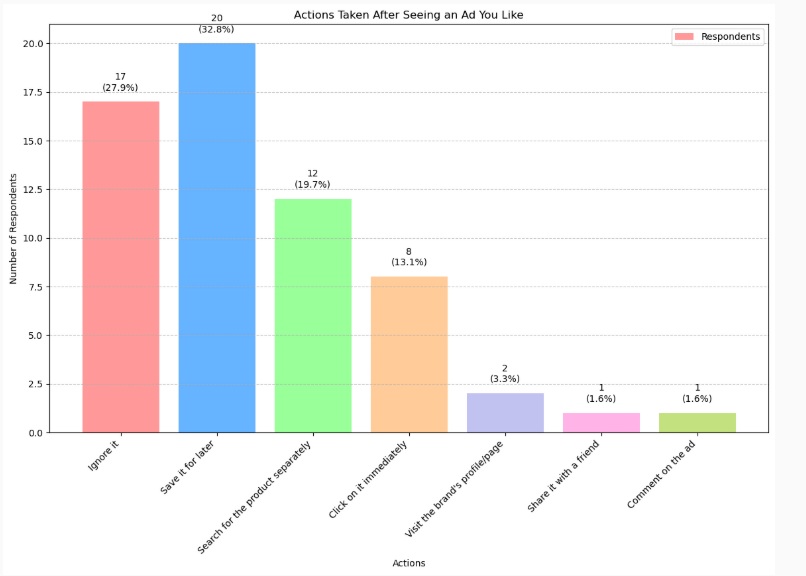 Actions Taken After Seeing an Ad You Like
Respondents
20
(32.8%)
17
(27.9%)
12
(19.7%)
8
(13.1%)
2
(3.3%)
1
(1.6%)
1
(1.6%)
Number of Respondents
20.0
17.5
15.0
12.5
10.0
7.5
5.0
2.5
0.0
Ignore it
Save it for later
Search for the product separately
Click on it immediately
Visit the brand's profile/page
Share it with a friend
Comment on the ad
Actions